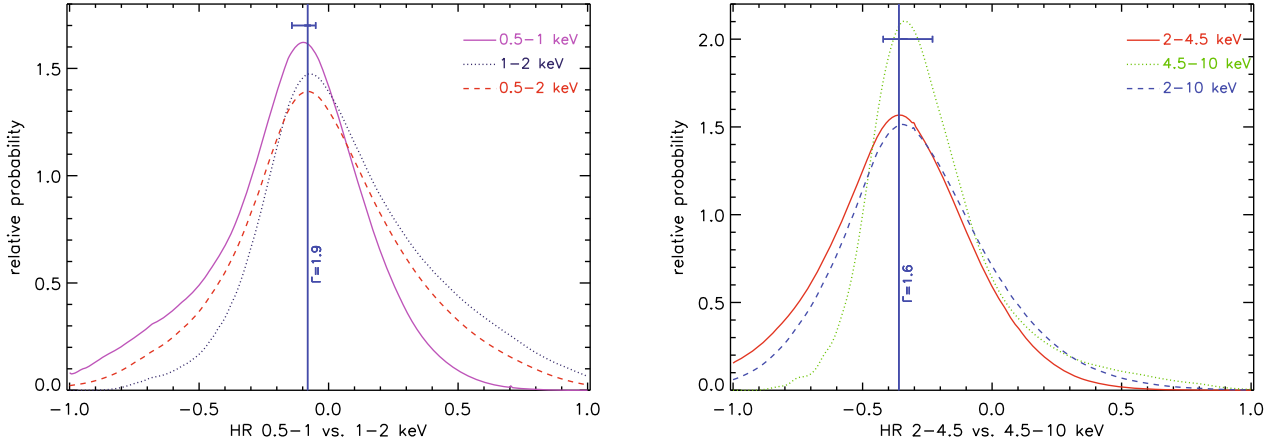 0.5−1 keV
1−2 keV
0.5−2 keV
1.5
1.0
0.5
0.0
relative probability
Γ=1.9
−1.0 −0.5 0.0 0.5 1.0
HR 0.5−1 vs. 1−2 keV
2−4.5 keV
4.5−10 keV
2−10 keV
2.0
1.5
1.0
0.5
0.0
relative probability
Γ=1.6
−1.0 −0.5 0.0 0.5 1.0
HR 2−4.5 vs. 4.5−10 keV